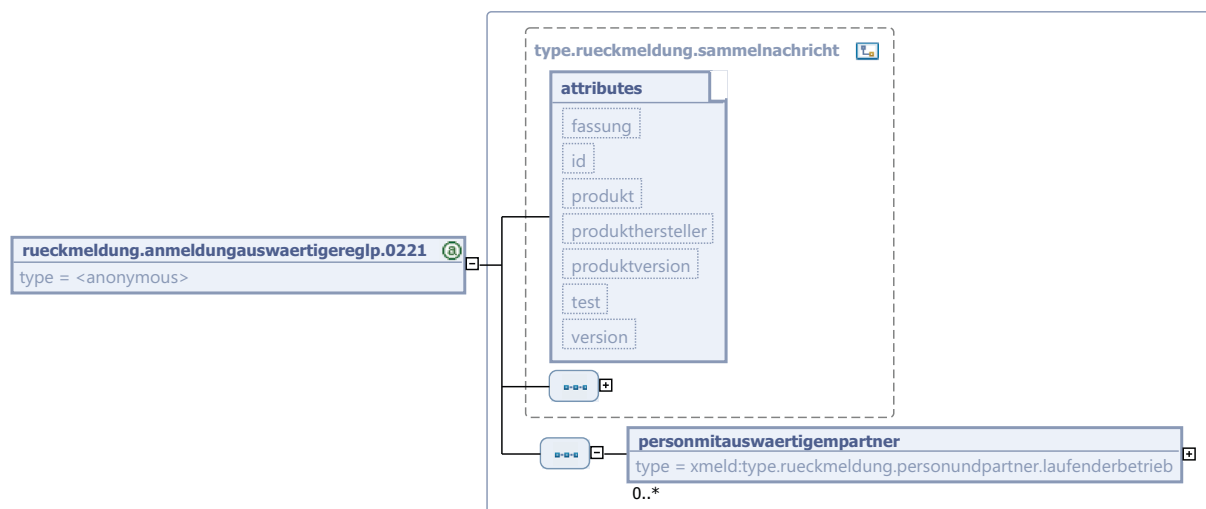 type.rueckmeldung.sammelnachricht
attributes
fassung
id
produkt
produkthersteller
produktversion
test
version
rueckmeldung.anmeldungauswaertigereglp.0221 @
type = <anonymous>
personmitauswaertigempartner
type = xmeld:type.rueckmeldung.personundpartner.laufenderbetrieb
0..*